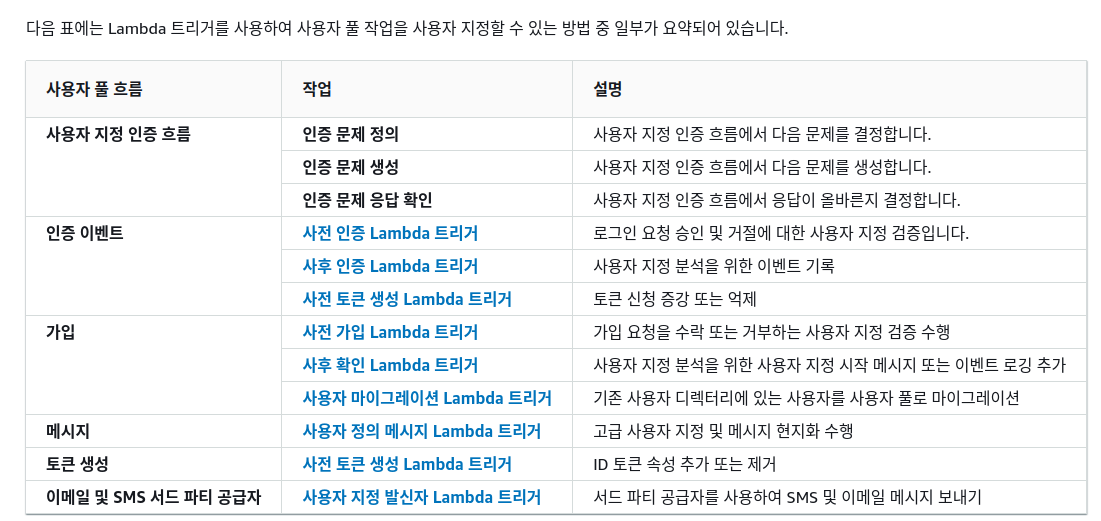 다음 표에는 Lambda 트리거를 사용하여 사용자 풀 작업을 사용자 지정할 수 있는 방법 중 일부가 요약되어 있습니다.
사용자 풀 흐름 작업 설명
사용자 지정 인증 흐름 인증 문제 정의 사용자 지정 인증 흐름에서 다음 문제를 결정합니다.
인증 문제 생성 사용자 지정 인증 흐름에서 다음 문제를 생성합니다.
인증 문제 응답 확인 사용자 지정 인증 흐름에서 응답이 올바른지 결정합니다.
인증 이벤트 사전 인증 Lambda 트리거 로그인 요청 승인 및 거절에 대한 사용자 지정 검증입니다.
사후 인증 Lambda 트리거 사용자 지정 분석을 위한 이벤트 기록
사전 토큰 생성 Lambda 트리거 토큰 신청 증강 또는 억제
가입 사전 가입 Lambda 트리거 가입 요청을 수락 또는 거부하는 사용자 지정 검증 수행
사후 확인 Lambda 트리거 사용자 지정 분석을 위한 사용자 지정 시작 메시지 또는 이벤트 로깅 추가
사용자 마이그레이션 Lambda 트리거 기존 사용자 디렉터리에 있는 사용자를 사용자 풀로 마이그레이션
메시지 사용자 정의 메시지 Lambda 트리거 고급 사용자 지정 및 메시지 현지화 수행
토큰 생성 사전 토큰 생성 Lambda 트리거 ID 토큰 속성 추가 또는 제거
이메일 및 SMS 서드 파티 공급자 사용자 지정 발신자 Lambda 트리거 서드 파티 공급자를 사용하여 SMS 및 이메일 메시지 보내기